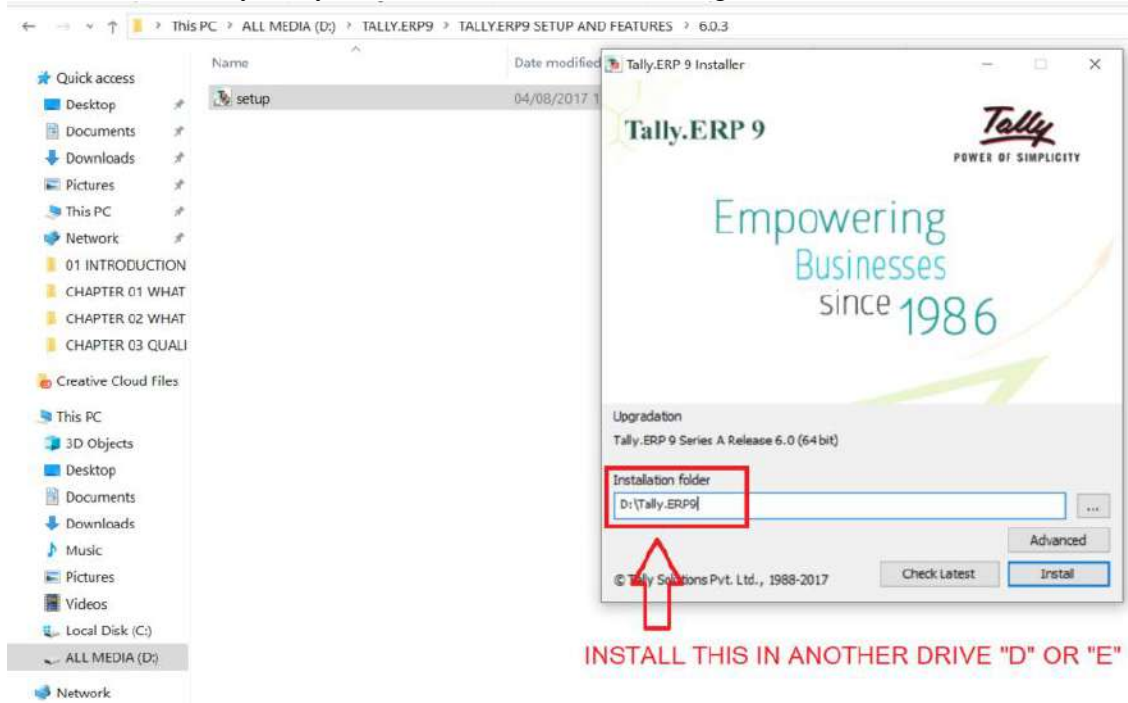 This PC > ALL MEDIA (D:) > TALLY.ERP9 > TALLY.ERP9 SETUP AND FEATURES > 6.0.3
Name
Date modified
Quick access
Desktop
Documents
Downloads
Pictures
This PC
Network
01 INTRODUCTION
CHAPTER 01 WHAT
CHAPTER 02 WHAT
CHAPTER 03 QUALI
Creative Cloud Files
This PC
3D Objects
Desktop
Documents
Downloads
Music
Pictures
Videos
Local Disk (C:)
ALL MEDIA (D:)
Network
setup
04/08/2017 1
Tally.ERP 9 Installer
Tally.ERP 9
Tally
POWER OF SIMPLICITY
Empowering
Businesses
since 1986
Upgradation
Tally.ERP 9 Series A Release 6.0 (64 bit)
Installation folder
D:\Tally.ERP9
...
Advanced
© Tally Solutions Pvt. Ltd., 1988-2017
Check Latest
Install
INSTALL THIS IN ANOTHER DRIVE "D" OR "E"